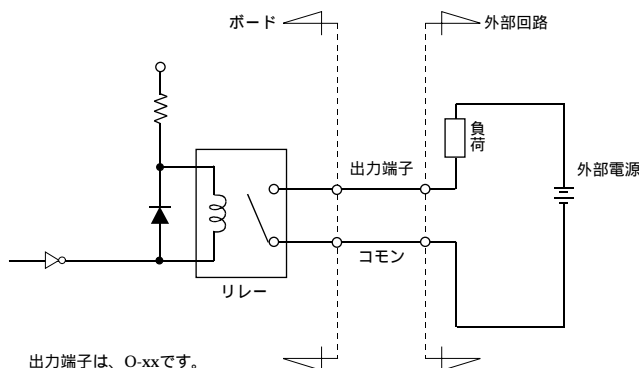 ボード
外部回路
負荷
出力端子
外部電源
コモン
リレー
出力端子は、O-xxです。